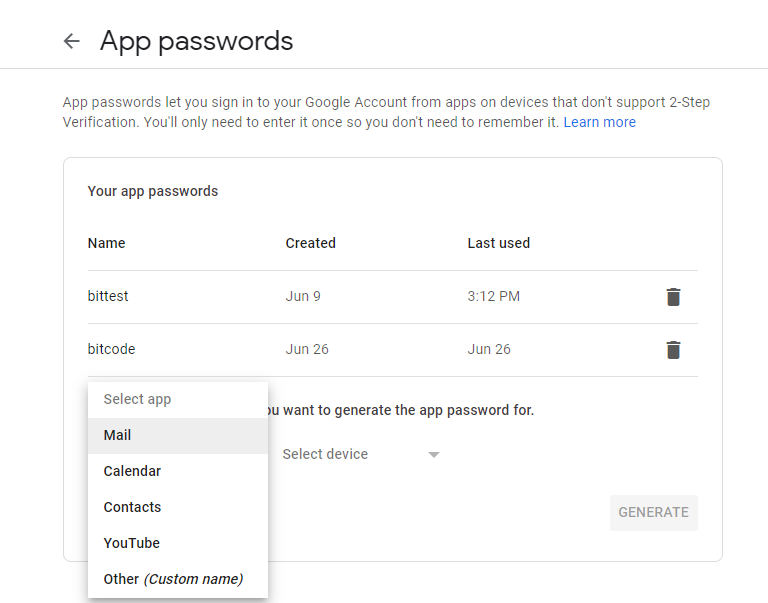 App passwords
App passwords let you sign in to your Google Account from apps on devices that don't support 2-Step
Verification. You'll only need to enter it once so you don't need to remember it. Learn more
Your app passwords
Name Created Last used
bittest Jun 9 3:12 PM
bitcode Jun 26 Jun 26
Select app
you want to generate the app password for.
Mail
Select device
Calendar
Contacts
GENERATE
YouTube
Other (Custom name)